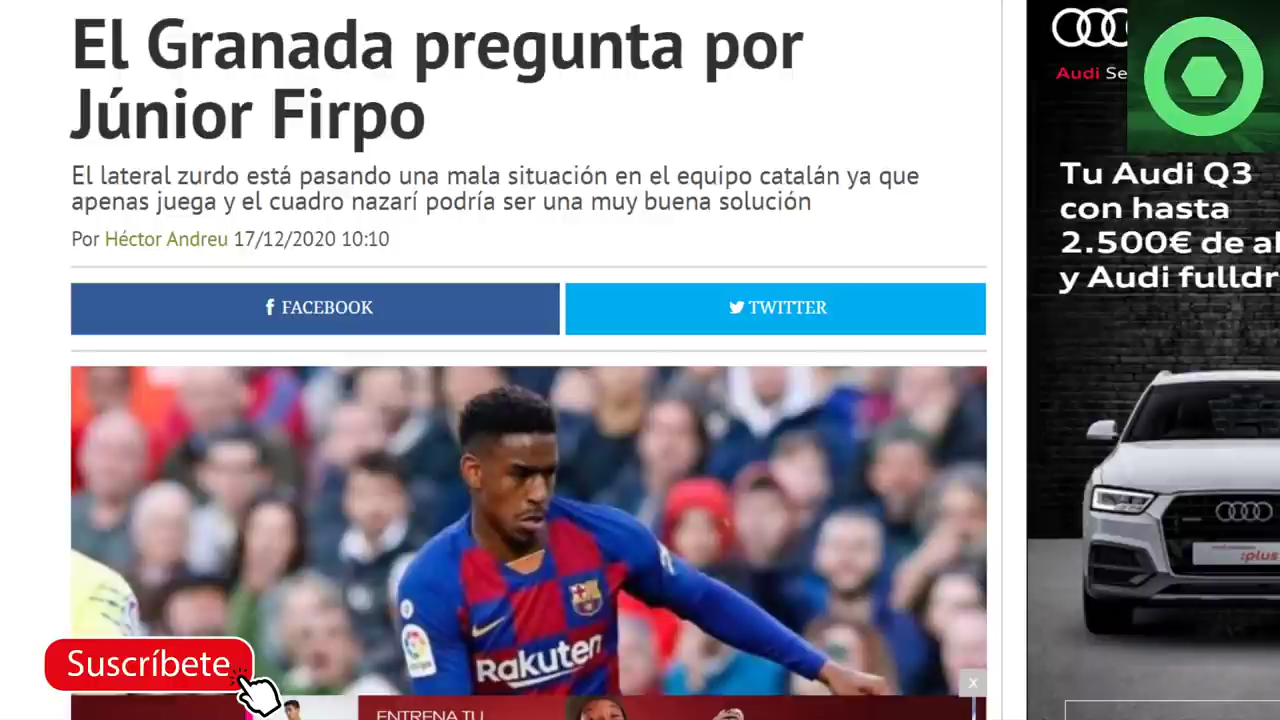 El Granada pregunta por
Júnior Firpo
El lateral zurdo está pasando una mala situación en el equipo catalán ya que
apenas juega y el cuadro nazarí podría ser una muy buena solución
Por Héctor Andreu 17/12/2020 10:10
f FACEBOOK
TWITTER
Rakuten
Suscríbete
x
ENTRENA TU
Audi Se
Tu Audi Q3
con hasta
2.500€ de
y Audi fulldr
:plus